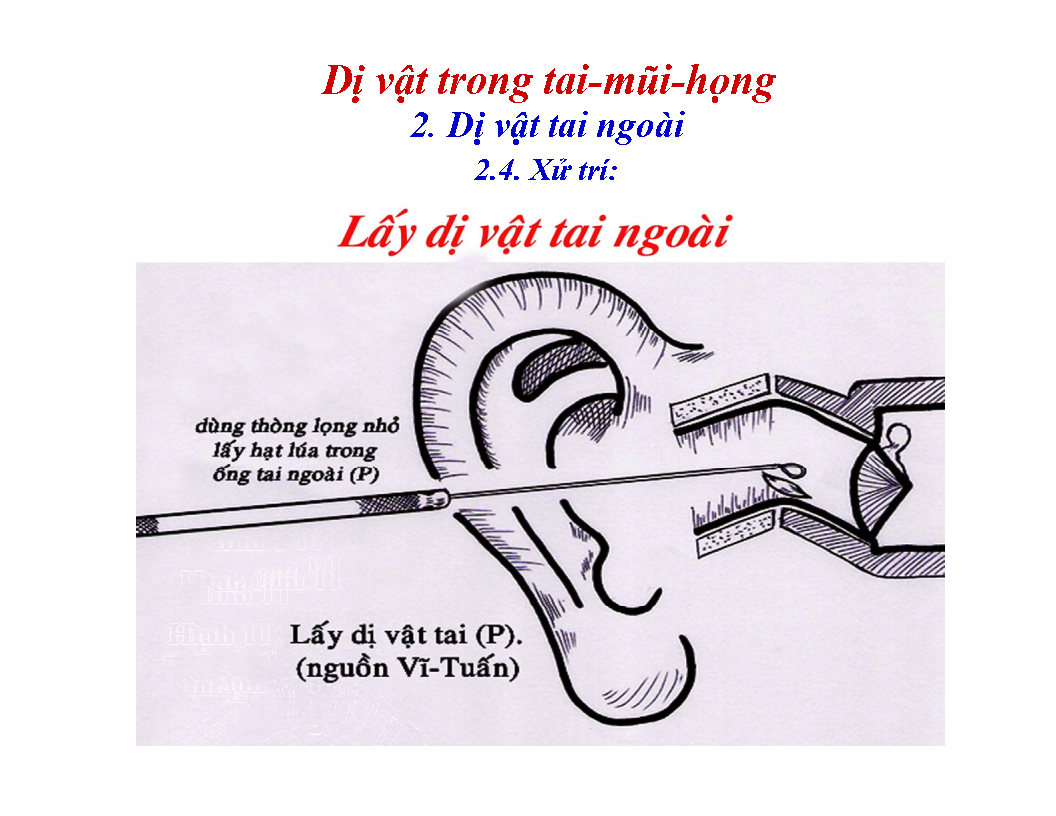 Dị vật trong tai-mũi-họng
2. Dị vật tai ngoài
2.4. Xử trí:
Lấy dị vật tai ngoài
dùng thòng lọng nhỏ
lấy hạt lúa trong
ống tai ngoài (P)
Lấy dị vật tai (P).
(nguồn Vĩ-Tuấn)